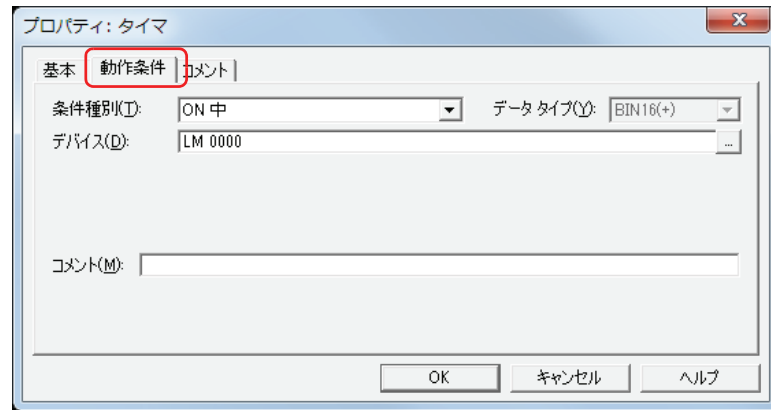 プロパティ: タイマ
基本 動作条件 コメント
条件種別(T): ON 中 データ タイプ(Y): BIN16(+)
デバイス(D): LM 0000 ...
コメント(M):
OK キャンセル ヘルプ